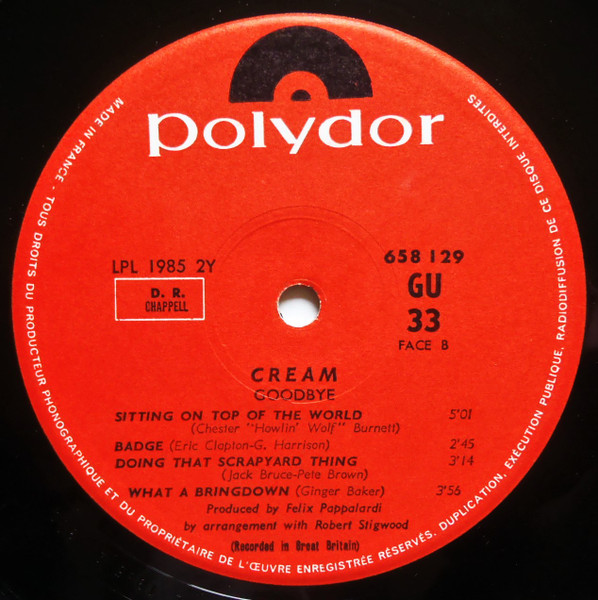 polydor
MADE IN FRANCE - TOUS DROITS DU PRODUCTEUR PHONOGRAPHIQUE ET DU PROPRIÉTAIRE DE L'ŒUVRE ENREGISTRÉE RÉSERVÉS. DUPLICATION, EXÉCUTION PUBLIQUE, RADIODIFFUSION DE CE DISQUE INTERDITES
LPL 1985 2Y
D. R.
CHAPPELL
658 129
GU
33
FACE B
CREAM
GOODBYE
SITTING ON TOP OF THE WORLD 5'01
(Chester "Howlin' Wolf" Burnett)
BADGE (Eric Clapton-G. Harrison) 2'45
DOING THAT SCRAPYARD THING 3'14
(Jack Bruce-Pete Brown)
WHAT A BRINGDOWN (Ginger Baker) 3'56
Produced by Felix Pappalardi
by arrangement with Robert Stigwood
(Recorded in Great Britain)